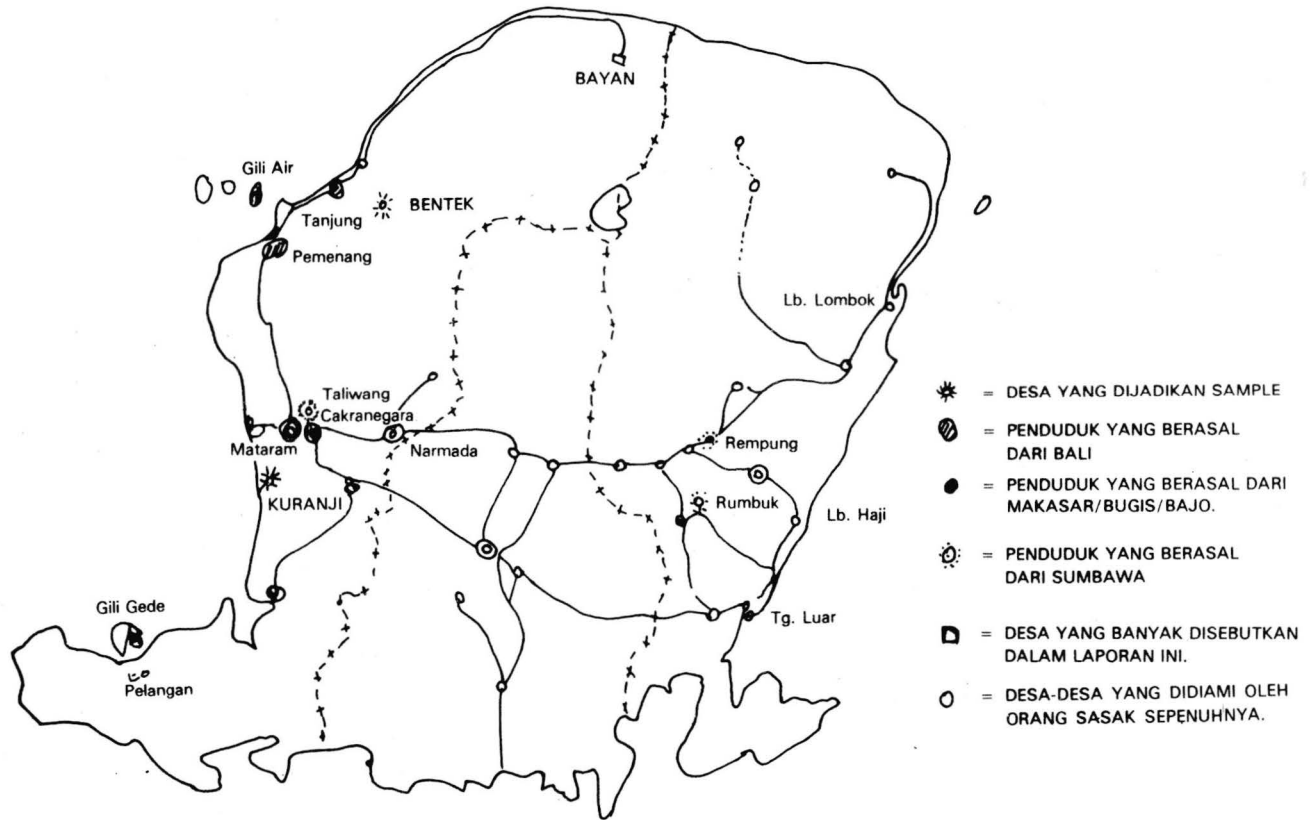 BAYAN
Gili Air
BENTEK
Tanjung
Pemenang
Lb. Lombok
Taliwang
Cakranegara
Mataram
Narmada
Rempung
KURANJI
Rumbuk
Lb. Haji
Gili Gede
Tg. Luar
Pelangan
= DESA YANG DIJADIKAN SAMPLE
= PENDUDUK YANG BERASAL
DARI BALI
= PENDUDUK YANG BERASAL DARI
MAKASAR/BUGIS/BAJO.
= PENDUDUK YANG BERASAL
DARI SUMBAWA
= DESA YANG BANYAK DISEBUTKAN
DALAM LAPORAN INI.
= DESA-DESA YANG DIDIAMI OLEH
ORANG SASAK SEPENUHNYA.